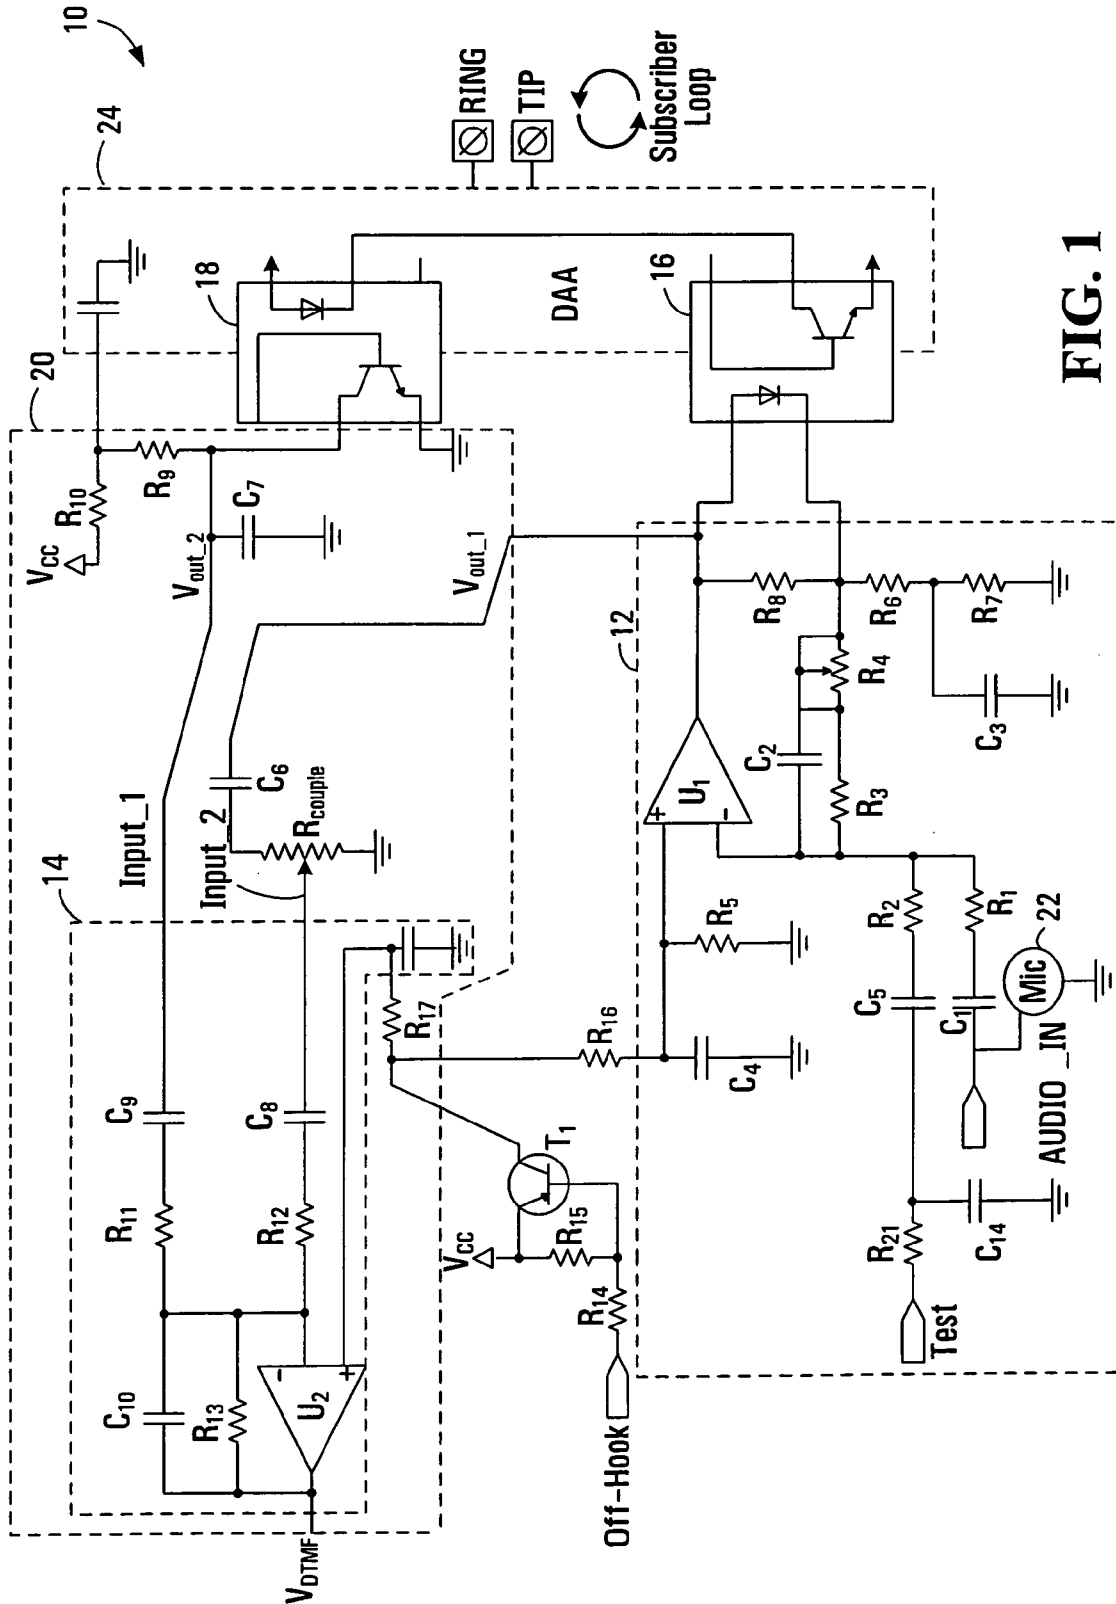 10
24
20
18
16
14
12
22
RING
TIP
Subscriber
Loop
DAA
V_CC
R_10
R_9
V_out_2
C_7
V_out_1
Input_1
Input_2
C_6
R_couple
C_9
R_11
C_8
R_12
C_10
R_13
-
+
U_2
V_DTMF
R_17
R_16
T_1
V_CC
R_15
R_14
Off-Hook
+
-
U_1
R_8
R_6
R_7
R_4
C_2
R_3
C_3
R_5
C_4
R_2
R_1
C_5
C_1
Mic
AUDIO_IN
R_21
C_14
Test
FIG. 1